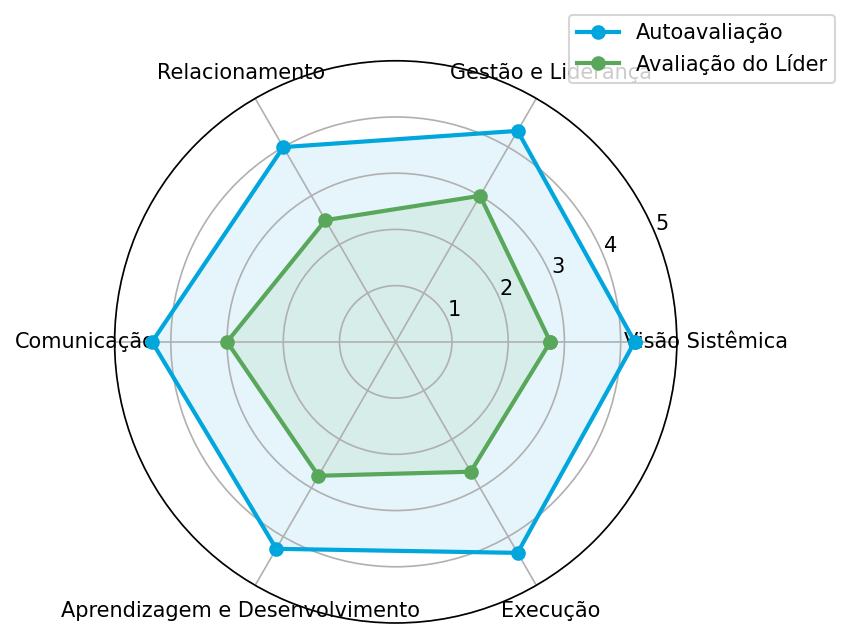 Autoavaliação
Avaliação do Líder
Relacionamento
Gestão e Liderança
5
4
3
2
1
Comunicação
Visão Sistêmica
Aprendizagem e Desenvolvimento
Execução